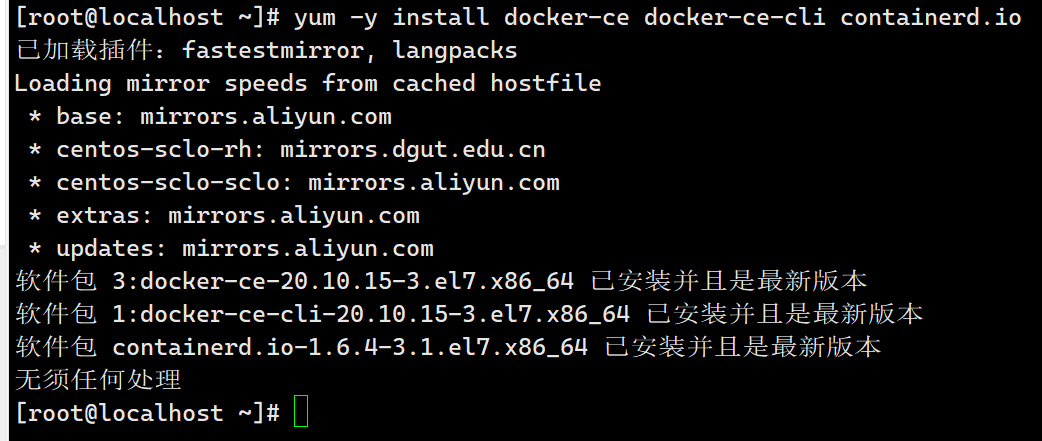 [root@localhost ~]# yum -y install docker-ce docker-ce-cli containerd.io
已加载插件：fastestmirror, langpacks
Loading mirror speeds from cached hostfile
 * base: mirrors.aliyun.com
 * centos-sclo-rh: mirrors.dgut.edu.cn
 * centos-sclo-sclo: mirrors.aliyun.com
 * extras: mirrors.aliyun.com
 * updates: mirrors.aliyun.com
软件包 3:docker-ce-20.10.15-3.el7.x86_64 已安装并且是最新版本
软件包 1:docker-ce-cli-20.10.15-3.el7.x86_64 已安装并且是最新版本
软件包 containerd.io-1.6.4-3.1.el7.x86_64 已安装并且是最新版本
无须任何处理
[root@localhost ~]#